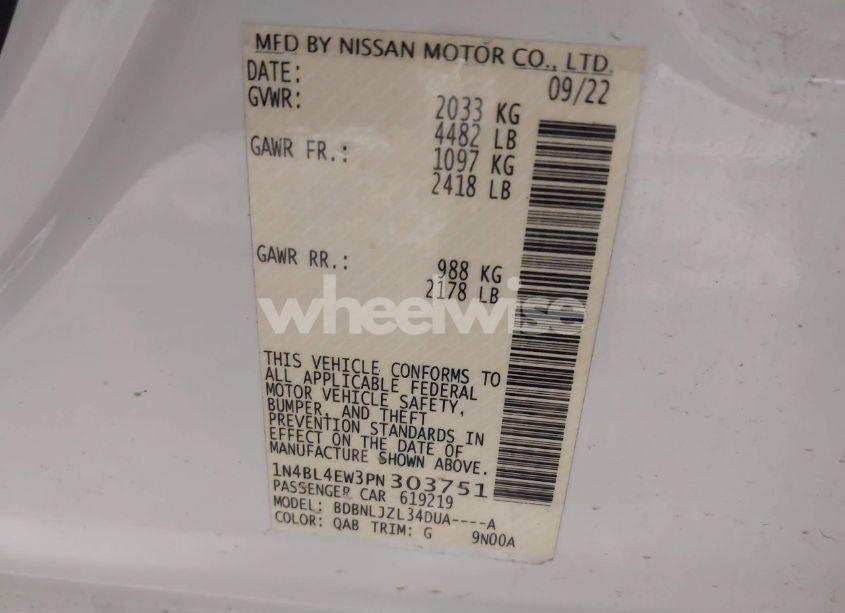 MFD BY NISSAN MOTOR CO., LTD.
DATE: 09/22
GVWR: 2033 KG
4482 LB
GAWR FR.: 1097 KG
2418 LB
GAWR RR.: 988 KG
2178 LB
wheelwise
THIS VEHICLE CONFORMS TO
ALL APPLICABLE FEDERAL
MOTOR VEHICLE SAFETY,
BUMPER, AND THEFT
PREVENTION STANDARDS IN
EFFECT ON THE DATE OF
MANUFACTURE SHOWN ABOVE.
1N4BL4EW3PN303751
PASSENGER CAR 619219
MODEL: BDBNLJZL34DUA----A
COLOR: QAB TRIM: G 9N00A